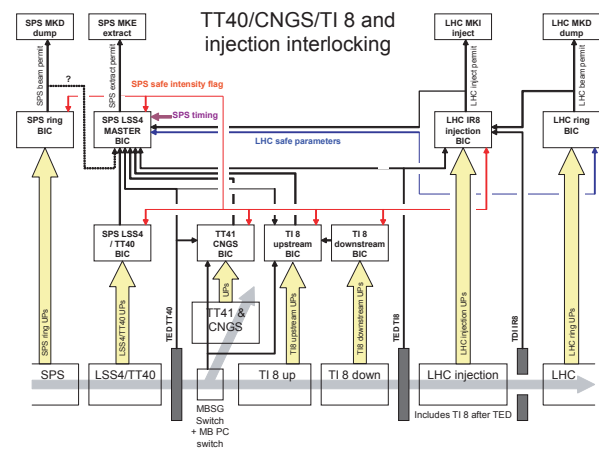 TT40/CNGS/TI 8 and
injection interlocking
SPS MKD
dump
SPS MKE
extract
LHC MKI
inject
LHC MKD
dump
SPS beam permit
?
SPS extract permit
SPS safe intensity flag
LHC inject permit
LHC beam permit
SPS timing
SPS ring
BIC
SPS LSS4
MASTER
BIC
LHC safe parameters
LHC IR8
injection
BIC
LHC ring
BIC
SPS LSS4
/ TT40
BIC
TT41
CNGS
BIC
TI 8
upstream
BIC
TI 8
downstream
BIC
SPS ring UPs
LSS4/TT40 UPs
TED TT40
UPs
TT41 &
CNGS
TI8 upstream UPs
TI8 downstream UPs
TED TI8
LHC injection UPs
TDI IR8
LHC ring UPs
SPS
LSS4/TT40
TI 8 up
TI 8 down
LHC injection
LHC
MBSG
Switch
+ MB PC
switch
Includes TI 8 after TED